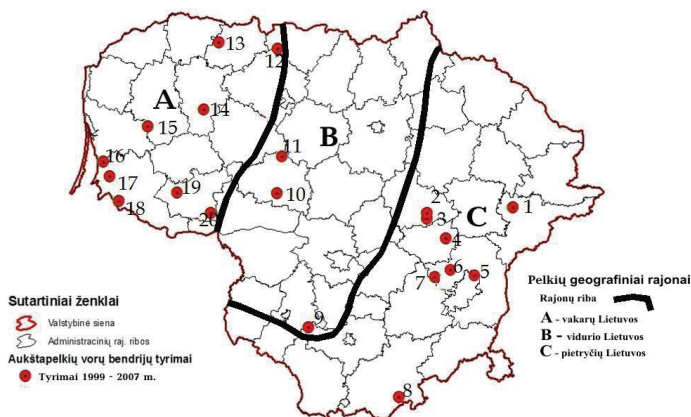 13
12
A
14
B
15
11
16
17
19
10
18
20
2
3
1
C
4
6
7
5
9
8
Sutartiniai ženklai
Valstybinė siena
Administracinių raj. ribos
Aukštapelkių vorų bendrijų tyrimai
Tyrimai 1999 - 2007 m.
Pelkių geografiniai rajonai
Rajonų riba
A - vakarų Lietuvos
B - vidurio Lietuvos
C - pietryčių Lietuvos